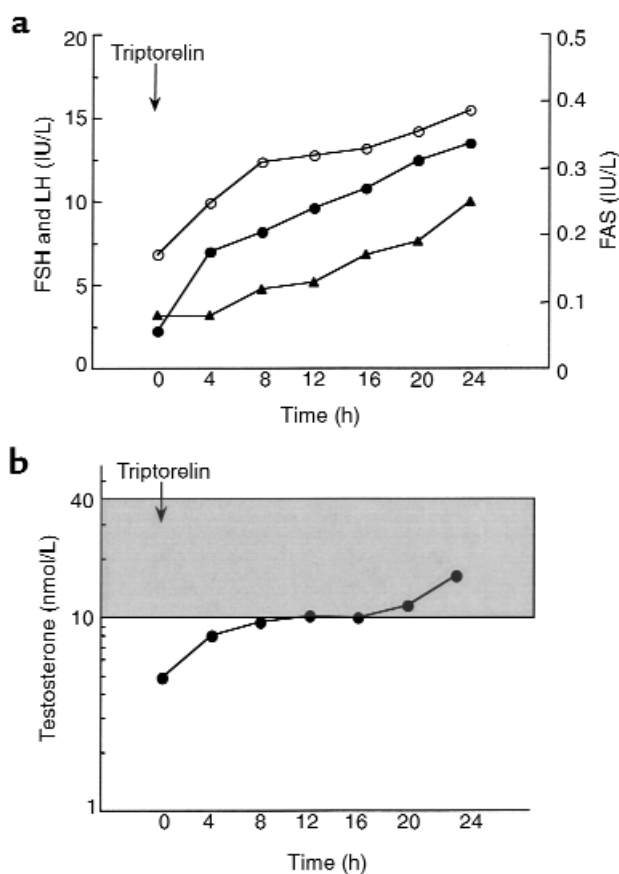 a
20
15
10
5
0
FSH and LH (IU/L)
Triptorelin
0.5
0.4
0.3
0.2
0.1
0
FAS (IU/L)
0 4 8 12 16 20 24
Time (h)
b
Triptorelin
40
10
1
Testosterone (nmol/L)
0 4 8 12 16 20 24
Time (h)